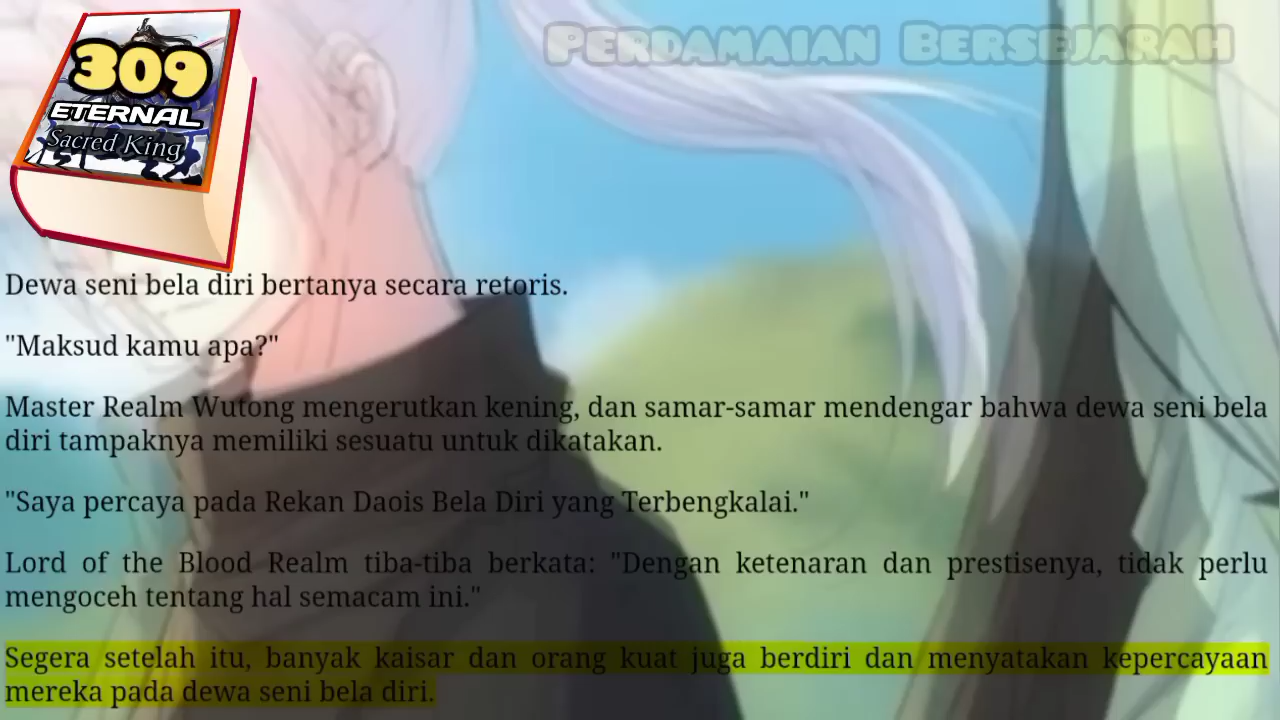 Perdamaian Bersejarah
309
ETERNAL
Sacred King
Dewa seni bela diri bertanya secara retoris.
"Maksud kamu apa?"
Master Realm Wutong mengerutkan kening, dan samar-samar mendengar bahwa dewa seni bela
diri tampaknya memiliki sesuatu untuk dikatakan.
"Saya percaya pada Rekan Daois Bela Diri yang Terbengkalai."
Lord of the Blood Realm tiba-tiba berkata: "Dengan ketenaran dan prestisenya, tidak perlu
mengoceh tentang hal semacam ini."
Segera setelah itu, banyak kaisar dan orang kuat juga berdiri dan menyatakan kepercayaan
mereka pada dewa seni bela diri.